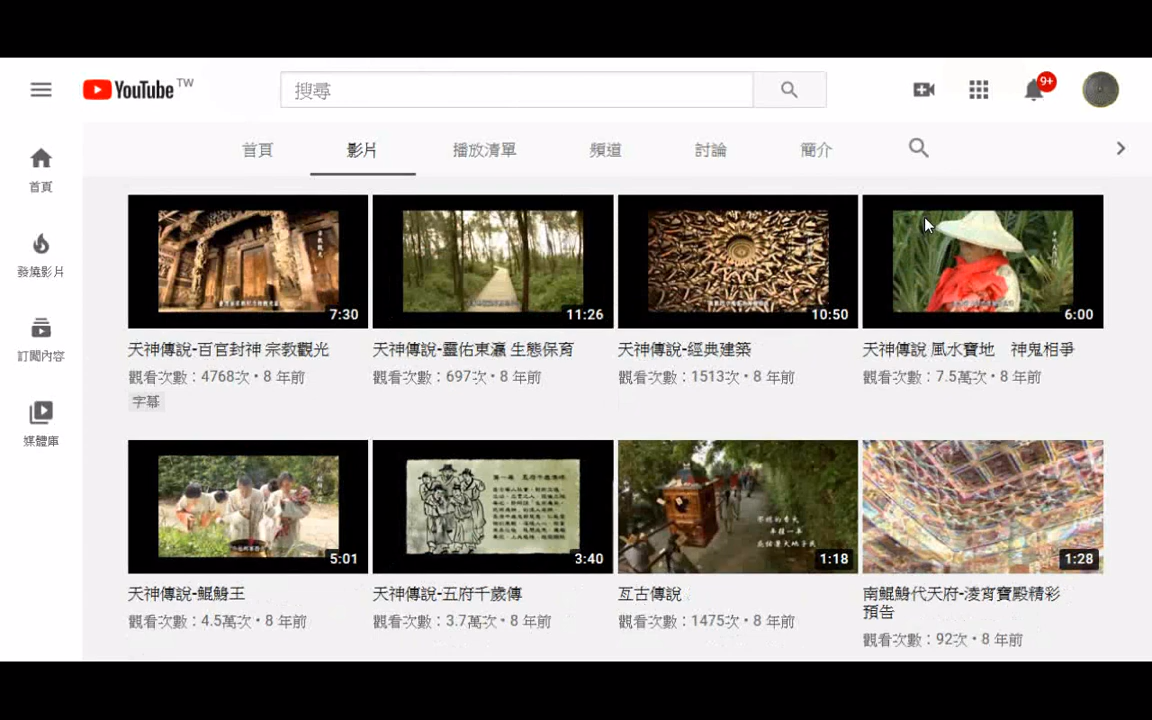 YouTube TW
搜尋
9+
首頁
影片
播放清單
頻道
討論
簡介
首頁
發燒影片
訂閱內容
媒體庫
7:30
11:26
10:50
6:00
天神傳說-百官封神 宗教觀光
天神傳說-靈佑東瀛 生態保育
天神傳說-經典建築
天神傳說 風水寶地　神鬼相爭
觀看次數：4768次 • 8 年前
觀看次數：697次 • 8 年前
觀看次數：1513次 • 8 年前
觀看次數：7.5萬次 • 8 年前
字幕
5:01
3:40
1:18
1:28
天神傳說-鯤鯓王
天神傳說-五府千歲傳
亙古傳說
南鯤鯓代天府-凌宵寶殿精彩
預告
觀看次數：4.5萬次 • 8 年前
觀看次數：3.7萬次 • 8 年前
觀看次數：1475次 • 8 年前
觀看次數：92次 • 8 年前